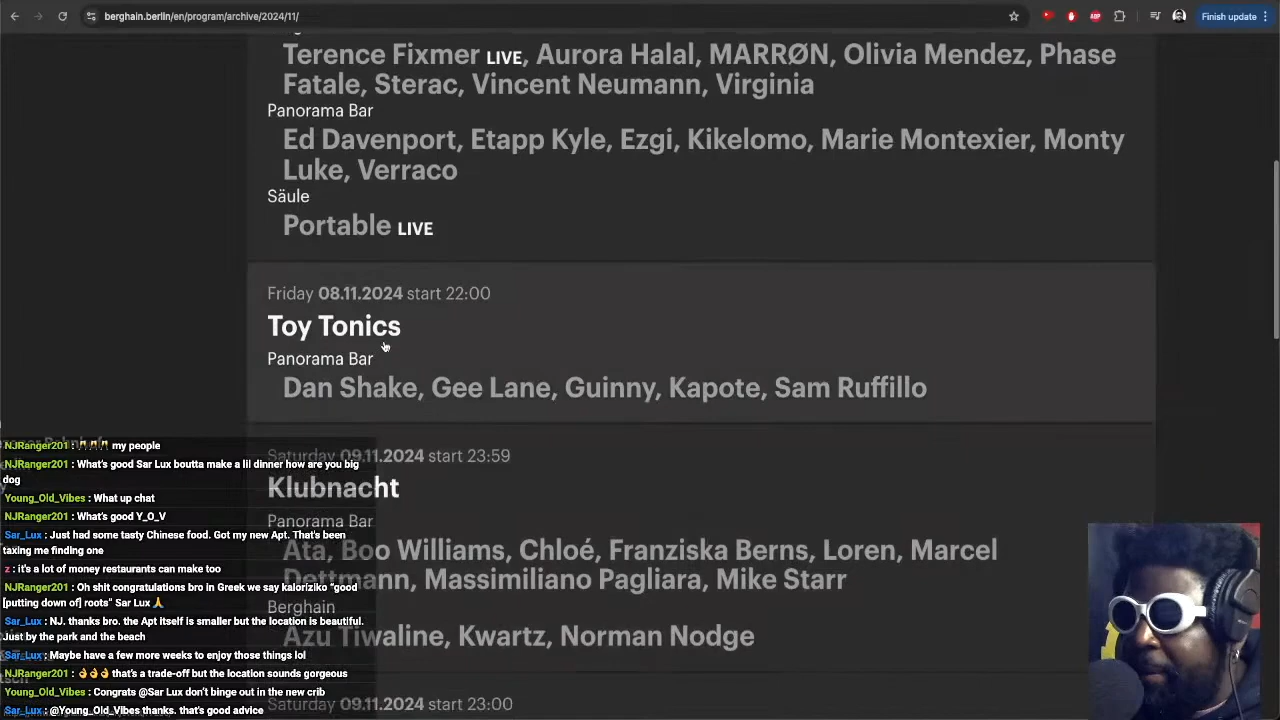 berghain.berlin/en/program/archive/2024/11/
Finish update
Terence Fixmer LIVE, Aurora Halal, MARRØN, Olivia Mendez, Phase
Fatale, Sterac, Vincent Neumann, Virginia
Panorama Bar
Ed Davenport, Etapp Kyle, Ezgi, Kikelomo, Marie Montexier, Monty
Luke, Verraco
Säule
Portable LIVE
Friday 08.11.2024 start 22:00
Toy Tonics
Panorama Bar
Dan Shake, Gee Lane, Guinny, Kapote, Sam Ruffillo
Saturday 09.11.2024 start 23:59
Klubnacht
Panorama Bar
Ata, Boo Williams, Chloé, Franziska Berns, Loren, Marcel
Dettmann, Massimiliano Pagliara, Mike Starr
Berghain
Azu Tiwaline, Kwartz, Norman Nodge
Saturday 09.11.2024 start 23:00
NJRanger201 : my people
NJRanger201 : What's good Sar Lux boutta make a lil dinner how are you big
dog
Young_Old_Vibes : What up chat
NJRanger201 : What's good Y_O_V
Sar_Lux : Just had some tasty Chinese food. Got my new Apt. That's been
taxing me finding one
z : it's a lot of money restaurants can make too
NJRanger201 : Oh shit congratulations bro in Greek we say kaloríziko "good
[putting down of] roots" Sar Lux 🙏
Sar_Lux : NJ. thanks bro. the Apt itself is smaller but the location is beautiful.
Just by the park and the beach
Sar_Lux : Maybe have a few more weeks to enjoy those things lol
NJRanger201 : 👌👌👌 that's a trade-off but the location sounds gorgeous
Young_Old_Vibes : Congrats @Sar Lux don't binge out in the new crib
Sar_Lux : @Young_Old_Vibes thanks. that's good advice